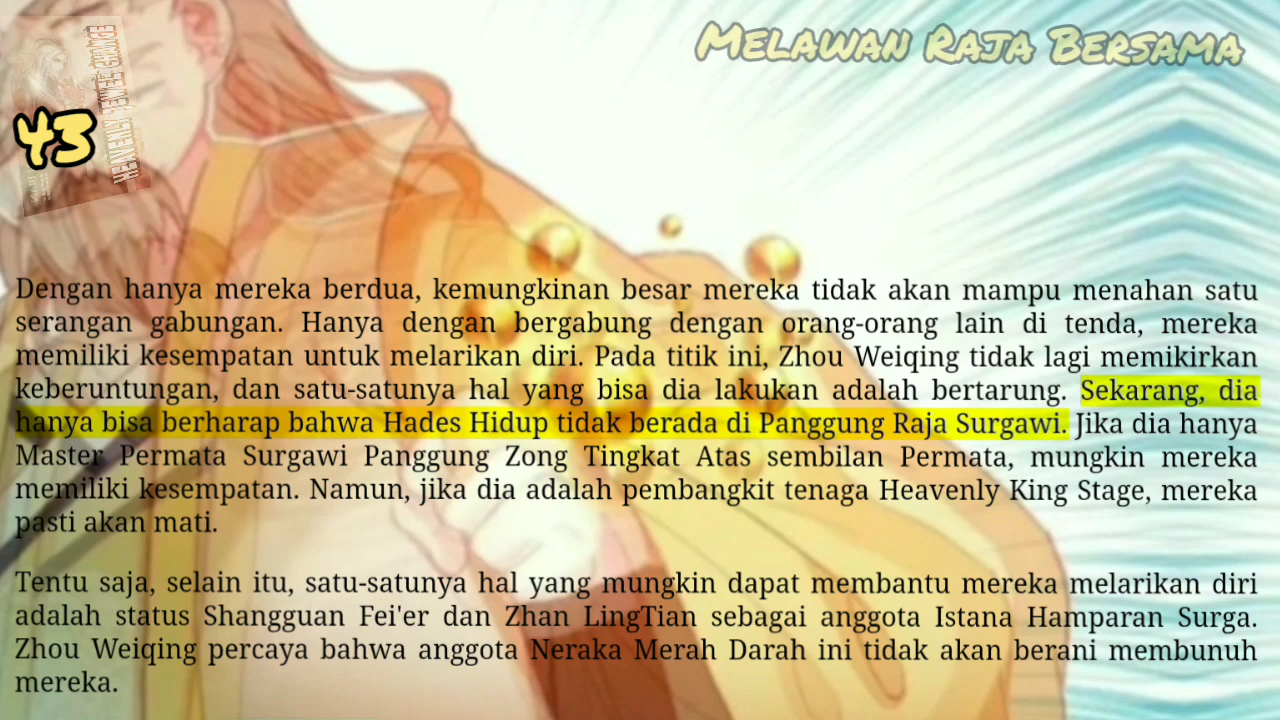 Melawan Raja Bersama
HEAVENLY JEWEL CHANGE
43
Dengan hanya mereka berdua, kemungkinan besar mereka tidak akan mampu menahan satu
serangan gabungan. Hanya dengan bergabung dengan orang-orang lain di tenda, mereka
memiliki kesempatan untuk melarikan diri. Pada titik ini, Zhou Weiqing tidak lagi memikirkan
keberuntungan, dan satu-satunya hal yang bisa dia lakukan adalah bertarung. Sekarang, dia
hanya bisa berharap bahwa Hades Hidup tidak berada di Panggung Raja Surgawi. Jika dia hanya
Master Permata Surgawi Panggung Zong Tingkat Atas sembilan Permata, mungkin mereka
memiliki kesempatan. Namun, jika dia adalah pembangkit tenaga Heavenly King Stage, mereka
pasti akan mati.
Tentu saja, selain itu, satu-satunya hal yang mungkin dapat membantu mereka melarikan diri
adalah status Shangguan Fei'er dan Zhan LingTian sebagai anggota Istana Hamparan Surga.
Zhou Weiqing percaya bahwa anggota Neraka Merah Darah ini tidak akan berani membunuh
mereka.